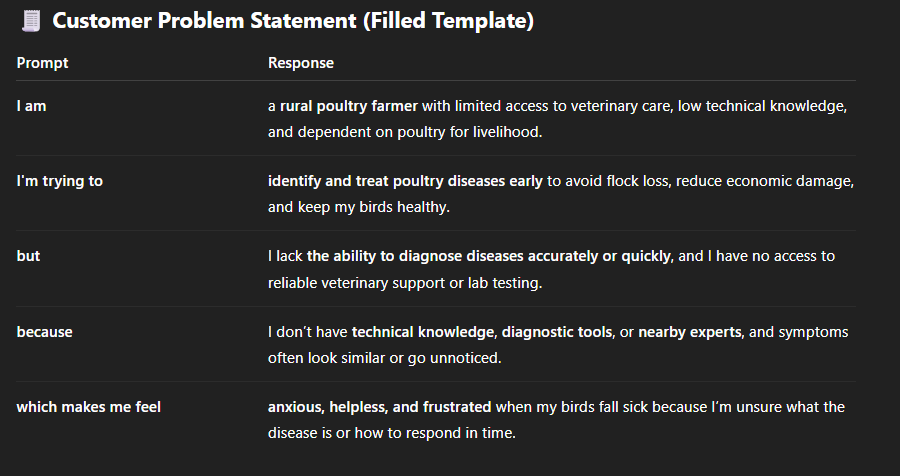 Customer Problem Statement (Filled Template)
Prompt Response
I am a rural poultry farmer with limited access to veterinary care, low technical knowledge,
and dependent on poultry for livelihood.
I'm trying to identify and treat poultry diseases early to avoid flock loss, reduce economic damage,
and keep my birds healthy.
but I lack the ability to diagnose diseases accurately or quickly, and I have no access to
reliable veterinary support or lab testing.
because I don't have technical knowledge, diagnostic tools, or nearby experts, and symptoms
often look similar or go unnoticed.
which makes me feel anxious, helpless, and frustrated when my birds fall sick because I'm unsure what the
disease is or how to respond in time.